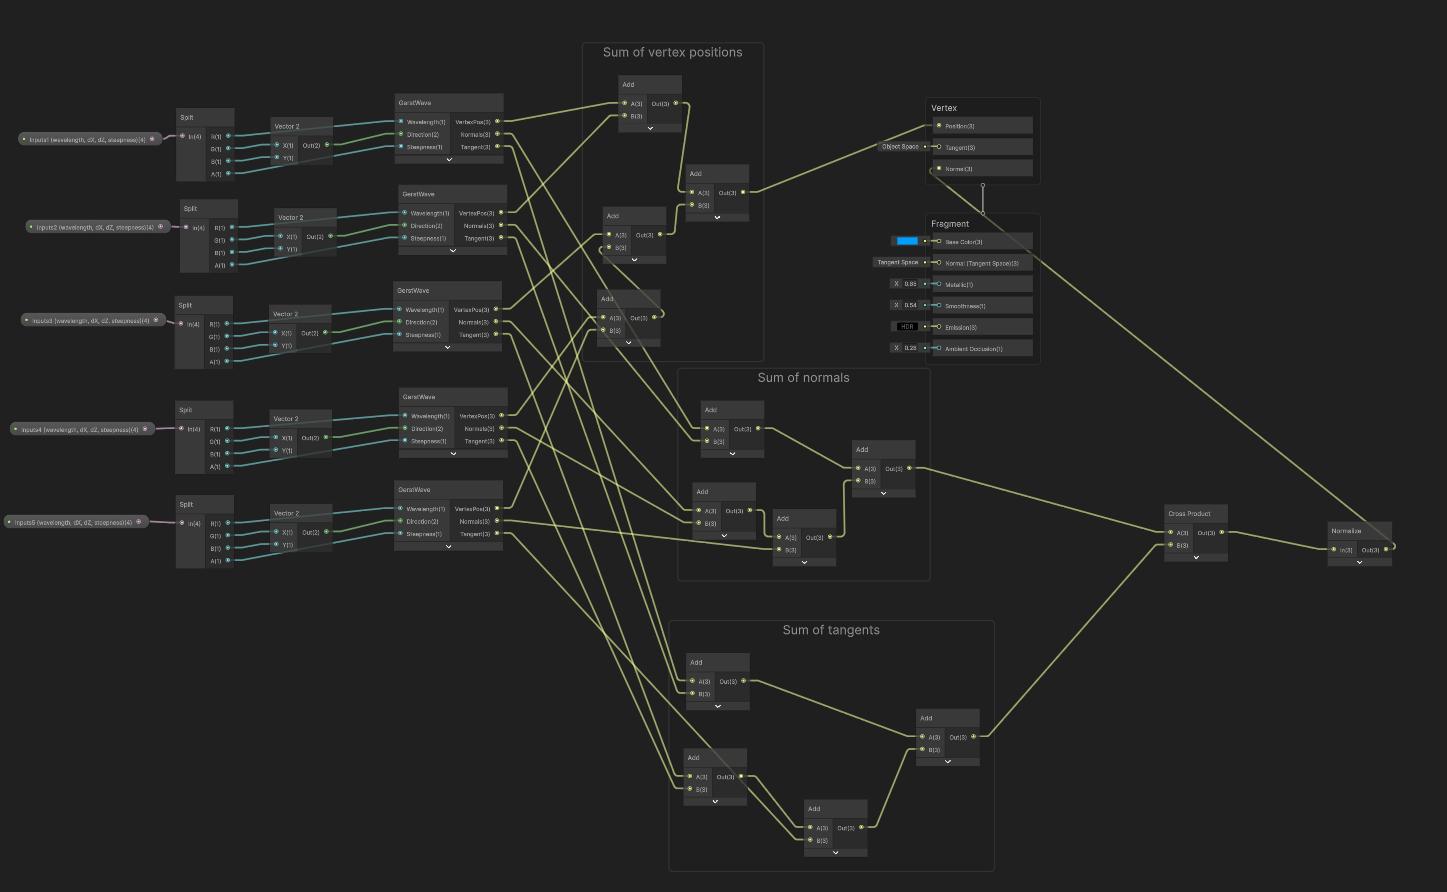 Sum of vertex positions
Add
A(3) Out(3)
B(3)
Add
A(3) Out(3)
B(3)
Add
A(3) Out(3)
B(3)
Add
A(3) Out(3)
B(3)
Inputs1 (wavelength, dX, dZ, steepness)(4)
Split
In(4) R(1)
G(1)
B(1)
A(1)
Vector 2
X(1) Out(2)
Y(1)
GerstWave
Wavelength(1) VertexPos(3)
Direction(2) Normals(3)
Steepness(1) Tangent(3)
Inputs2 (wavelength, dX, dZ, steepness)(4)
Split
In(4) R(1)
G(1)
B(1)
A(1)
Vector 2
X(1) Out(2)
Y(1)
GerstWave
Wavelength(1) VertexPos(3)
Direction(2) Normals(3)
Steepness(1) Tangent(3)
Inputs3 (wavelength, dX, dZ, steepness)(4)
Split
In(4) R(1)
G(1)
B(1)
A(1)
Vector 2
X(1) Out(2)
Y(1)
GerstWave
Wavelength(1) VertexPos(3)
Direction(2) Normals(3)
Steepness(1) Tangent(3)
Inputs4 (wavelength, dX, dZ, steepness)(4)
Split
In(4) R(1)
G(1)
B(1)
A(1)
Vector 2
X(1) Out(2)
Y(1)
GerstWave
Wavelength(1) VertexPos(3)
Direction(2) Normals(3)
Steepness(1) Tangent(3)
Inputs5 (wavelength, dX, dZ, steepness)(4)
Split
In(4) R(1)
G(1)
B(1)
A(1)
Vector 2
X(1) Out(2)
Y(1)
GerstWave
Wavelength(1) VertexPos(3)
Direction(2) Normals(3)
Steepness(1) Tangent(3)
Vertex
Position(3)
Object Space Tangent(3)
Normal(3)
Fragment
Base Color(3)
Tangent Space Normal (Tangent Space)(3)
X 0.85 Metallic(1)
X 0.54 Smoothness(1)
HDR Emission(3)
X 0.28 Ambient Occlusion(1)
Sum of normals
Add
A(3) Out(3)
B(3)
Add
A(3) Out(3)
B(3)
Add
A(3) Out(3)
B(3)
Add
A(3) Out(3)
B(3)
Cross Product
A(3) Out(3)
B(3)
Normalize
In(3) Out(3)
Sum of tangents
Add
A(3) Out(3)
B(3)
Add
A(3) Out(3)
B(3)
Add
A(3) Out(3)
B(3)
Add
A(3) Out(3)
B(3)